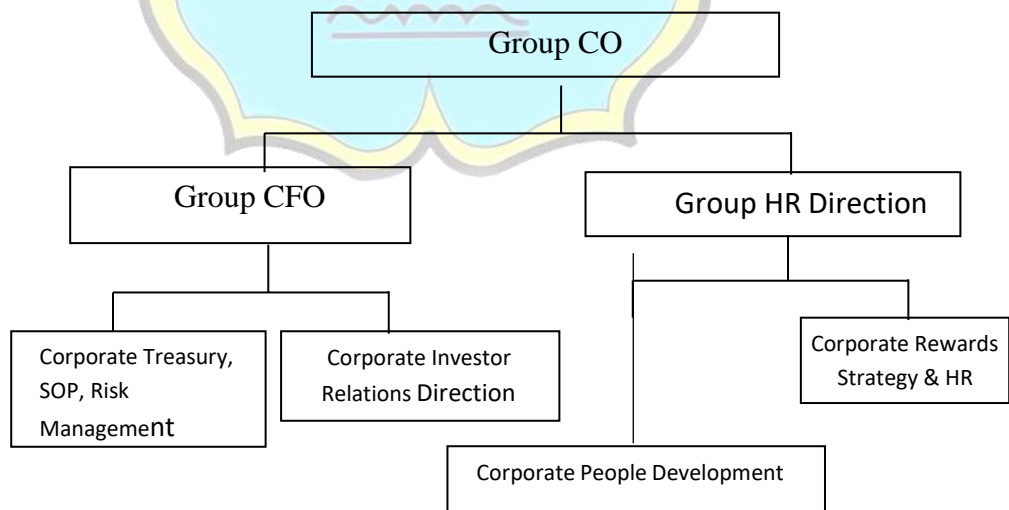 Group CO
Group CFO
Group HR Direction
Corporate Treasury,
SOP, Risk
Management
Corporate Investor
Relations Direction
Corporate Rewards
Strategy & HR
Corporate People Development